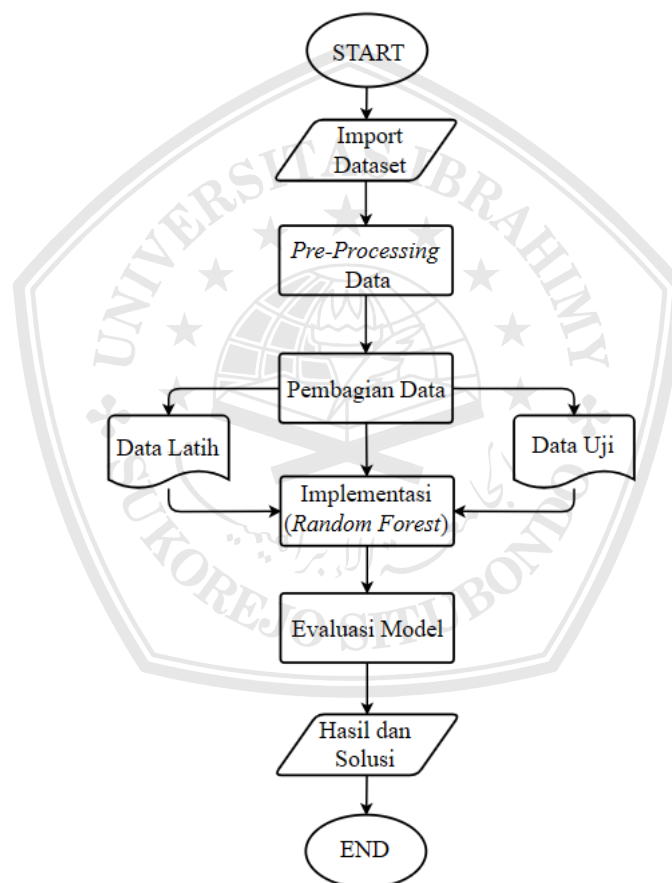 START
Import
Dataset
Pre-Processing
Data
Pembagian Data
Data Latih
Data Uji
Implementasi
(Random Forest)
Evaluasi Model
Hasil dan
Solusi
END
UNIVERSITAS IBRAHIMY
SUKOREJO SITUBONDO